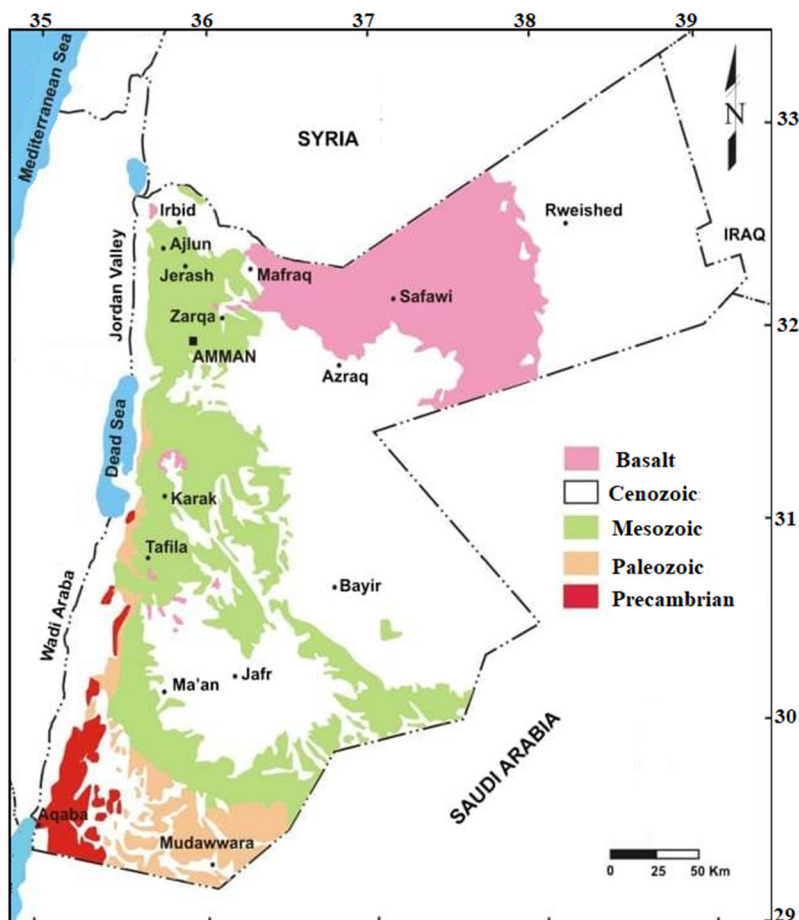 35 36 37 38 39
Mediterranean Sea
33
N
SYRIA
Irbid
Rweished
IRAQ
Ajlun
Jerash
Mafraq
Jordan Valley
Safawi
Zarqa
32
AMMAN
Azraq
Dead Sea
Basalt
Karak
Cenozoic
31
Mesozoic
Tafila
Paleozoic
Bayir
Precambrian
Wadi Araba
Jafr
Ma'an
30
SAUDI ARABIA
Aqaba
Mudawwara
0 25 50 Km
29